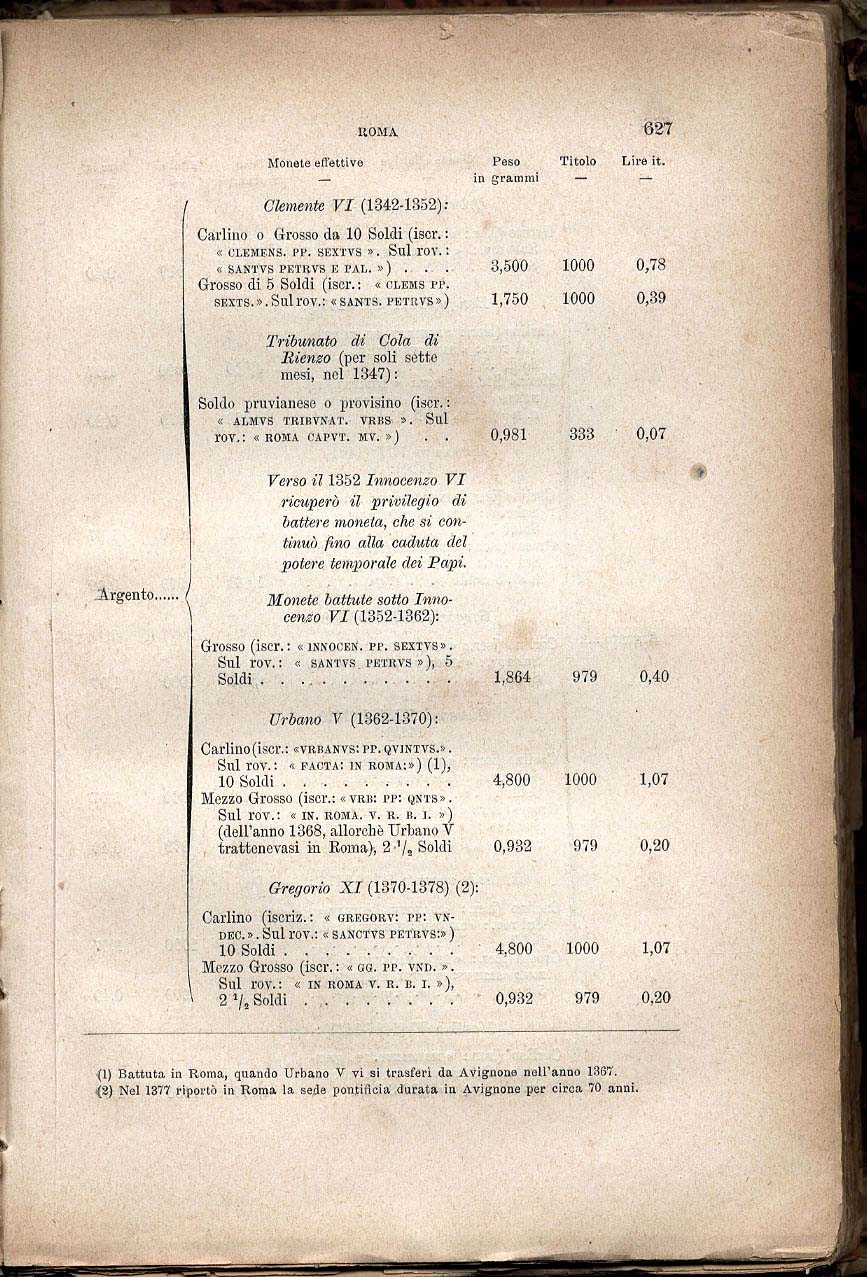 ROMA 627
Monete effettive Peso Titolo Lire it.
— in grammi — —
Clemente VI (1342-1352):
Carlino o Grosso da 10 Soldi (iscr.:
« CLEMENS. PP. SEXTVS ». Sul rov.:
« SANTVS PETRVS E PAL. ») . . . 3,500 1000 0,78
Grosso di 5 Soldi (iscr.: « CLEMS PP.
SEXTS. ». Sul rov.: « SANTS. PETRVS ») 1,750 1000 0,39
Tribunato di Cola di
Rienzo (per soli sette
mesi, nel 1347):
Soldo pruvianese o provisino (iscr.:
« ALMVS TRIBVNAT. VRBS ». Sul
rov.: « ROMA CAPVT. MV. ») . . 0,981 333 0,07
Verso il 1352 Innocenzo VI
ricuperò il privilegio di
battere moneta, che si con-
tinuò fino alla caduta del
potere temporale dei Papi.
Argento......
Monete battute sotto Inno-
cenzo VI (1352-1362):
Grosso (iscr.: « INNOCEN. PP. SEXTVS ».
Sul rov.: « SANTVS PETRVS »), 5
Soldi . . . . . . . . . . 1,864 979 0,40
Urbano V (1362-1370):
Carlino (iscr.: «VRBANVS: PP. QVINTVS.».
Sul rov.: « FACTA: IN ROMA:») (1),
10 Soldi . . . . . . . . . 4,800 1000 1,07
Mezzo Grosso (iscr.: « VRB: PP: QNTS ».
Sul rov.: « IN. ROMA. V. R. B. I. »)
(dell'anno 1368, allorchè Urbano V
trattenevasi in Roma), 2 1/2 Soldi 0,932 979 0,20
Gregorio XI (1370-1378) (2):
Carlino (iscriz.: « GREGORV: PP: VN-
DEC. ». Sul rov.: « SANCTVS PETRVS:»)
10 Soldi . . . . . . . . . 4,800 1000 1,07
Mezzo Grosso (iscr.: « GG. PP. VND. ».
Sul rov.: « IN ROMA V. R. B. I. »),
2 1/2 Soldi . . . . . . . . 0,932 979 0,20
(1) Battuta in Roma, quando Urbano V vi si trasferì da Avignone nell'anno 1367.
(2) Nel 1377 riportò in Roma la sede pontificia durata in Avignone per circa 70 anni.